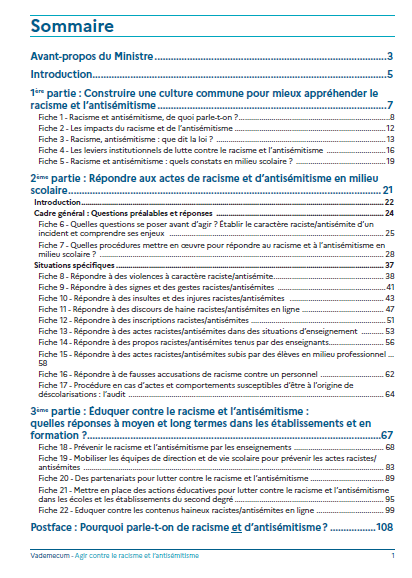 Sommaire
Avant-propos du Ministre...3
Introduction...5
1ère partie : Construire une culture commune pour mieux appréhender le
racisme et l'antisémitisme...7
Fiche 1 - Racisme et antisémitisme, de quoi parle-t-on ?...8
Fiche 2 - Les impacts du racisme et de l'antisémitisme...12
Fiche 3 - Racisme, antisémitisme : que dit la loi ?...13
Fiche 4 - Les leviers institutionnels de lutte contre le racisme et l'antisémitisme...16
Fiche 5 - Racisme et antisémitisme : quels constats en milieu scolaire ?...19
2ème partie : Répondre aux actes de racisme et d'antisémitisme en milieu
scolaire...21
Introduction...22
Cadre général : Questions préalables et réponses...24
Fiche 6 - Quelles questions se poser avant d'agir ? Établir le caractère raciste/antisémite d'un
incident et comprendre ses enjeux...25
Fiche 7 - Quelles procédures mettre en œuvre pour répondre au racisme et à l'antisémitisme en
milieu scolaire ?...28
Situations spécifiques...37
Fiche 8 - Répondre à des violences à caractère raciste/antisémite...38
Fiche 9 - Répondre à des signes et des gestes racistes/antisémites...41
Fiche 10 - Répondre à des insultes et des injures racistes/antisémites...43
Fiche 11 - Répondre à des discours de haine racistes/antisémites en ligne...47
Fiche 12 - Répondre à des inscriptions racistes/antisémites...51
Fiche 13 - Répondre à des actes racistes/antisémites dans des situations d'enseignement...53
Fiche 14 - Répondre à des propos racistes/antisémites tenus par des enseignants...56
Fiche 15 - Répondre à des actes racistes/antisémites subis par des élèves en milieu professionnel ...
58
Fiche 16 - Répondre à de fausses accusations de racisme contre un personnel...62
Fiche 17 - Procédure en cas d'actes et comportements susceptibles d'être à l'origine de
déscolarisations : l'audit...64
3ème partie : Éduquer contre le racisme et l'antisémitisme :
quelles réponses à moyen et long termes dans les établissements et en
formation ?...67
Fiche 18 - Prévenir le racisme et l'antisémitisme par les enseignements...68
Fiche 19 - Mobiliser les équipes de direction et de vie scolaire pour prévenir les actes racistes/
antisémites...83
Fiche 20 - Des partenariats pour lutter contre le racisme et l'antisémitisme...89
Fiche 21 - Mettre en place des actions éducatives pour lutter contre le racisme et l'antisémitisme
dans les écoles et les établissements du second degré...95
Fiche 22 - Eduquer contre les contenus haineux racistes/antisémites en ligne...99
Postface : Pourquoi parle-t-on de racisme et d'antisémitisme ?...108
Vademecum - Agir contre le racisme et l'antisémitisme 1